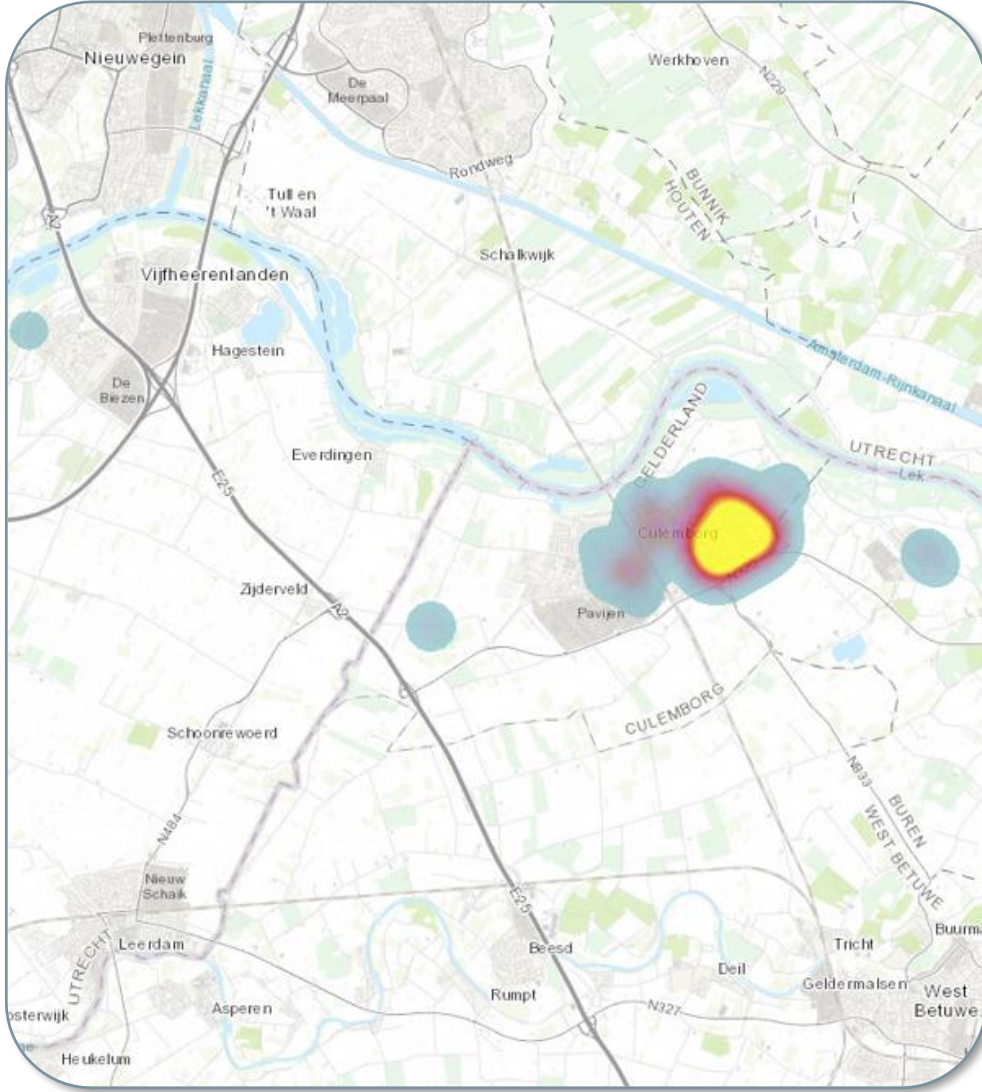 Plettenburg
Nieuwegein
Lekkanaal
De
Meerpaal
Werkhoven
N229
Rondweg
BUNNIK
HOUTEN
Tull en
't Waal
A2
Schalkwijk
Vijfheerenlanden
Hagestein
De
Biezen
Amsterdam-Rijnkanaal
GELDERLAND
UTRECHT
Lek
Everdingen
E25
Culemborg
Zijderveld
A2
Pavijen
CULEMBORG
Schoonrewoerd
N833
N484
BUREN
WEST BETUWE
Nieuw
Schaik
E25
UTRECHT
Leerdam
Beesd
Tricht
Buurma
Deil
Geldermalsen
West
Betuwe
Rumpt
N327
Asperen
osterwijk
Heukelum